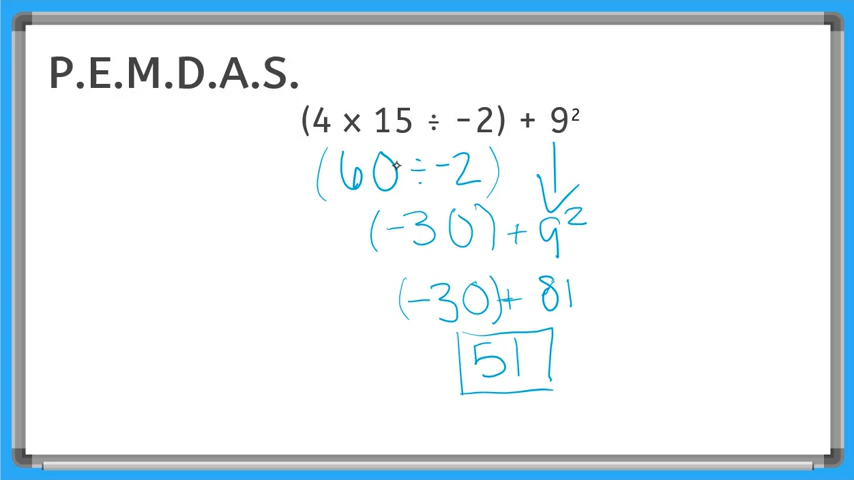 P.E.M.D.A.S.
(4 x 15 ÷ -2) + 9²
(60 ÷ -2)
(-30) + 9²
(-30) + 81
51